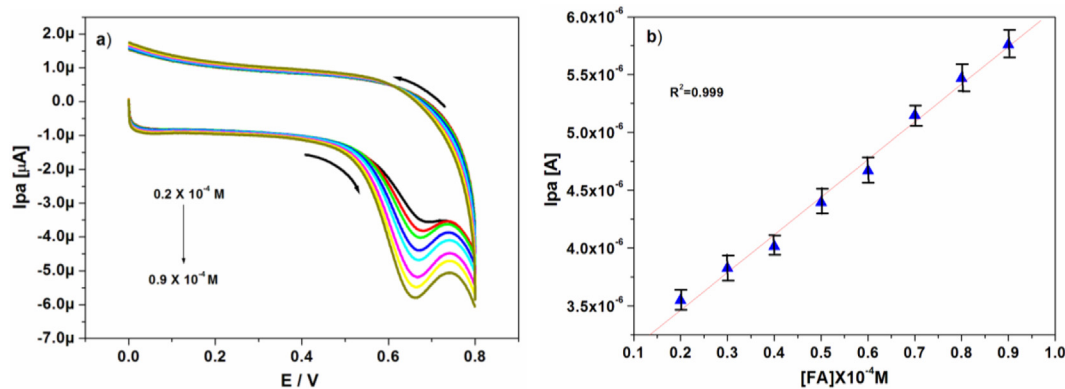 a)
2.0µ
1.0µ
0.0
-1.0µ
-2.0µ
-3.0µ
-4.0µ
-5.0µ
-6.0µ
-7.0µ
Ipa [µA]
0.2 X 10⁻⁴ M
0.9 X 10⁻⁴ M
0.0 0.2 0.4 0.6 0.8
E / V
b)
6.0x10⁻⁶
5.5x10⁻⁶
5.0x10⁻⁶
4.5x10⁻⁶
4.0x10⁻⁶
3.5x10⁻⁶
Ipa [A]
R²=0.999
0.1 0.2 0.3 0.4 0.5 0.6 0.7 0.8 0.9 1.0
[FA]X10⁻⁴M